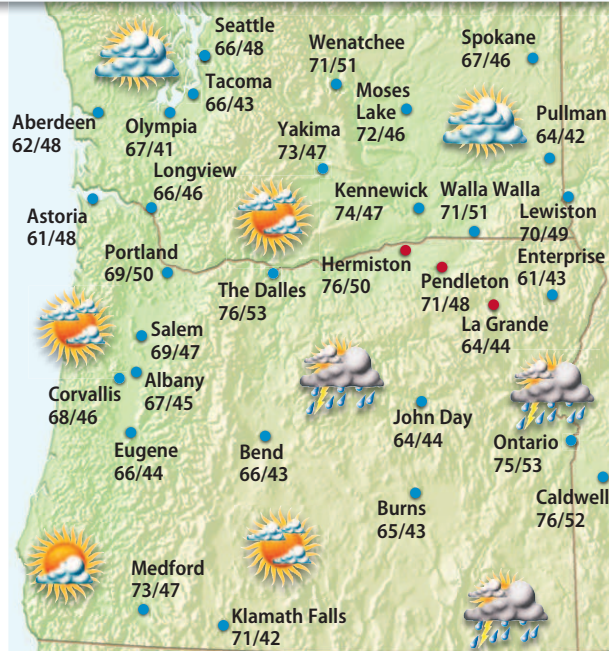 Seattle
66/48
Wenatchee
71/51
Spokane
67/46
Tacoma
66/43
Moses
Lake
72/46
Aberdeen
62/48
Olympia
67/41
Pullman
64/42
Yakima
73/47
Longview
66/46
Kennewick
74/47
Walla Walla
71/51
Lewiston
70/49
Astoria
61/48
Portland
69/50
The Dalles
76/53
Hermiston
76/50
Pendleton
71/48
Enterprise
61/43
La Grande
64/44
Salem
69/47
Corvallis
68/46
Albany
67/45
John Day
64/44
Eugene
66/44
Bend
66/43
Ontario
75/53
Burns
65/43
Caldwell
76/52
Medford
73/47
Klamath Falls
71/42